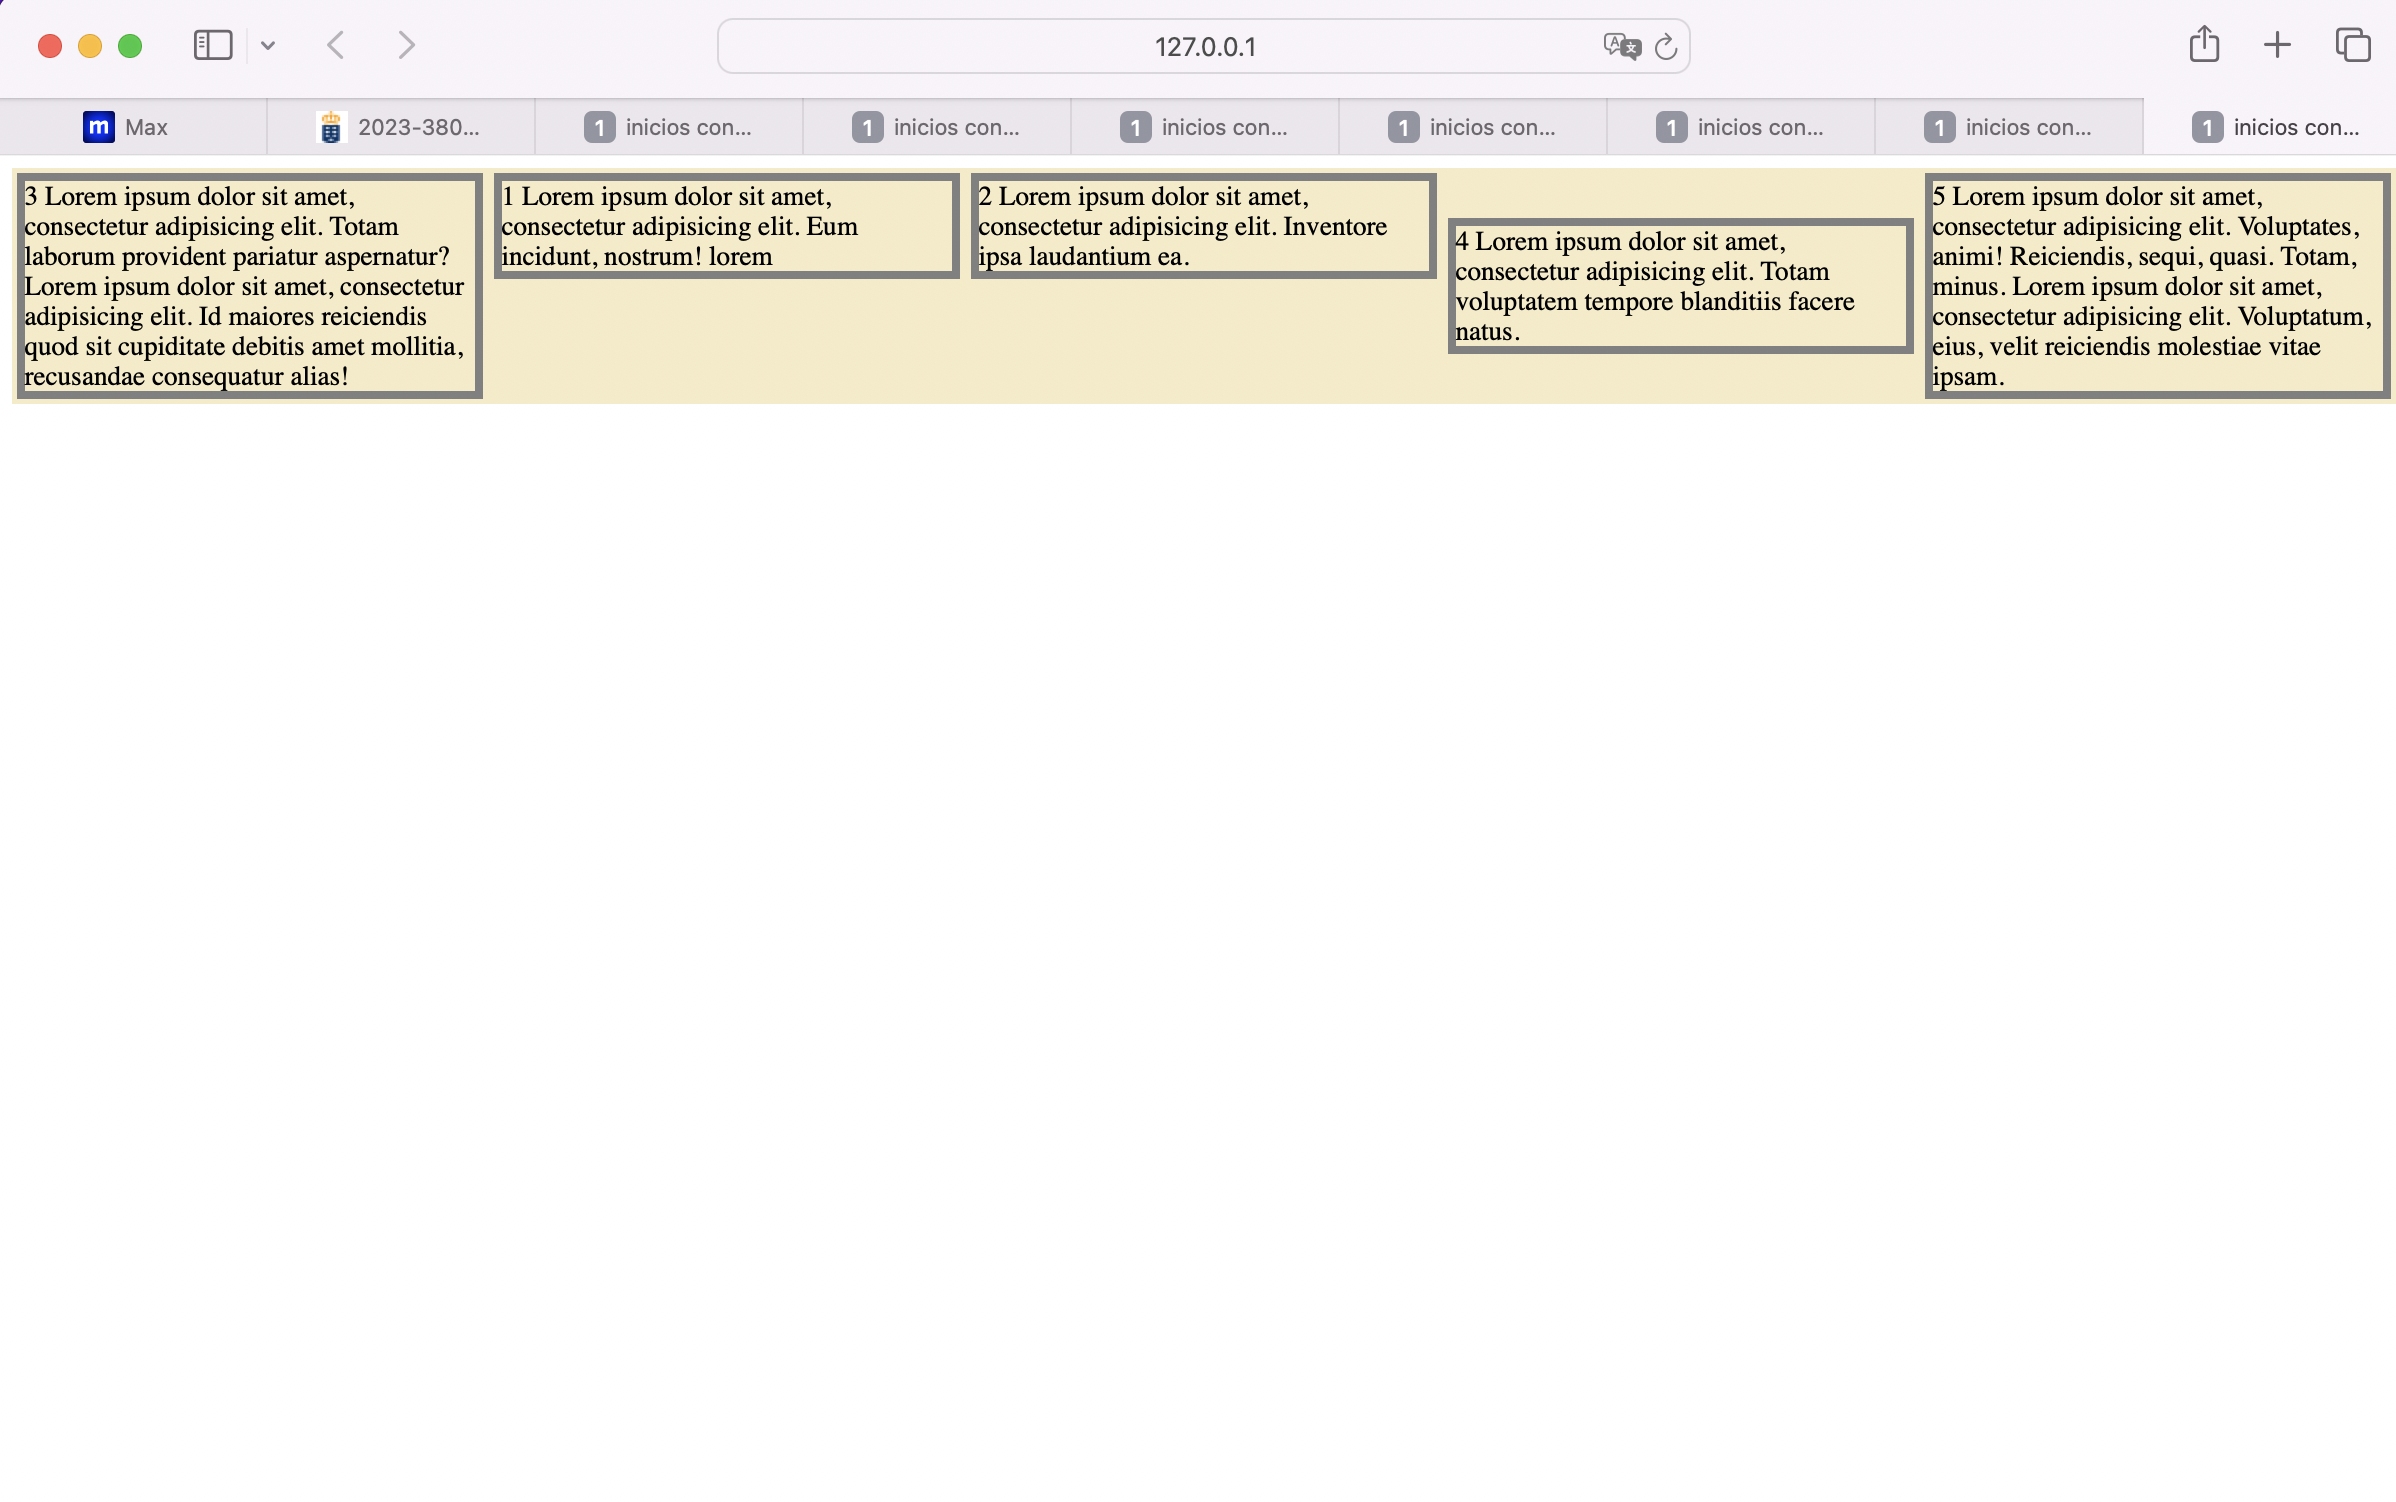 127.0.0.1
m Max
2023-380...
1 inicios con...
1 inicios con...
1 inicios con...
1 inicios con...
1 inicios con...
1 inicios con...
1 inicios con...
3 Lorem ipsum dolor sit amet,
consectetur adipisicing elit. Totam
laborum provident pariatur aspernatur?
Lorem ipsum dolor sit amet, consectetur
adipisicing elit. Id maiores reiciendis
quod sit cupiditate debitis amet mollitia,
recusandae consequatur alias!
1 Lorem ipsum dolor sit amet,
consectetur adipisicing elit. Eum
incidunt, nostrum! lorem
2 Lorem ipsum dolor sit amet,
consectetur adipisicing elit. Inventore
ipsa laudantium ea.
4 Lorem ipsum dolor sit amet,
consectetur adipisicing elit. Totam
voluptatem tempore blanditiis facere
natus.
5 Lorem ipsum dolor sit amet,
consectetur adipisicing elit. Voluptates,
animi! Reiciendis, sequi, quasi. Totam,
minus. Lorem ipsum dolor sit amet,
consectetur adipisicing elit. Voluptatum,
eius, velit reiciendis molestiae vitae
ipsam.